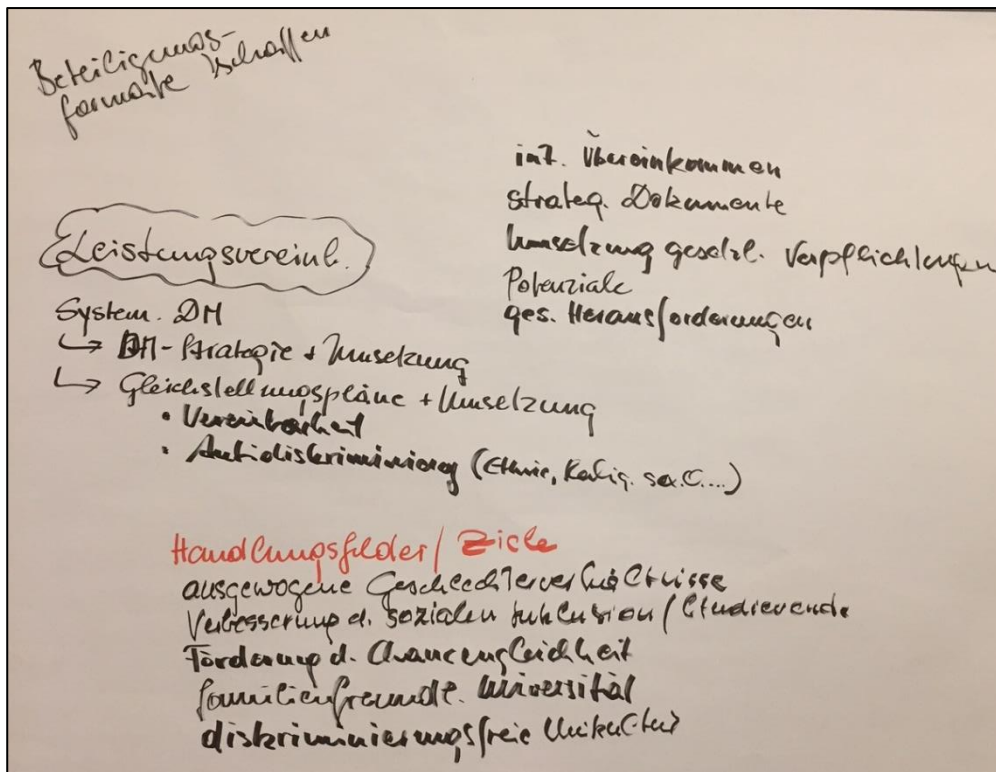 Beteiligungs-
formate schaffen
int. Übereinkommen
strateg. Dokumente
Umsetzung gesetzl. Verpflichtungen
Potenziale
ges. Herausforderungen
Leistungsvereinb.
System. DM
↳ DM-Strategie + Umsetzung
↳ Gleichstellungspläne + Umsetzung
• Vereinbarkeit
• Antidiskriminierung (Ethnie, Relig. sex.O....)
Handlungsfelder/ Ziele
ausgewogene Geschlechterverhältnisse
Verbesserung d. sozialen Inklusion / Studierende
Förderung d. Chancengleichheit
familienfreundl. Universität
diskriminierungsfreie Unikultur